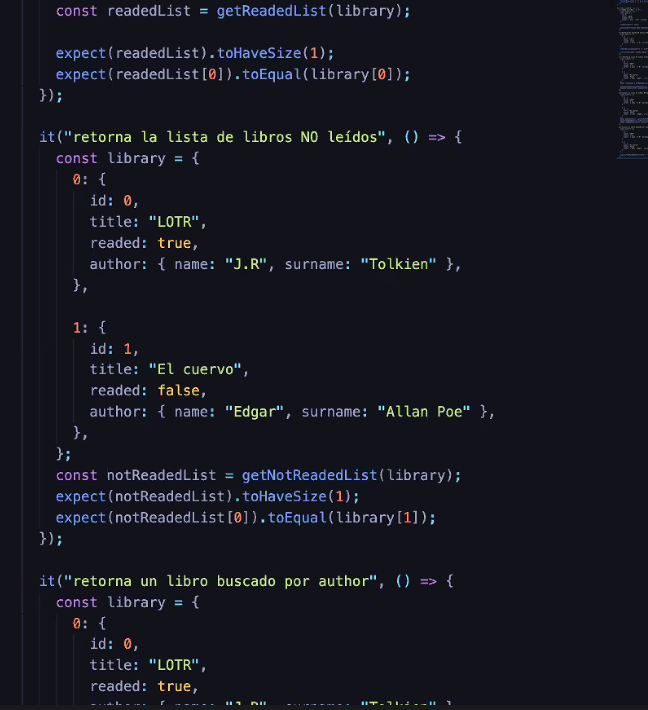 const readedList = getReadedList(library);
expect(readedList).toHaveSize(1);
expect(readedList[0]).toEqual(library[0]);
});
it("retorna la lista de libros NO leídos", () => {
const library = {
0: {
id: 0,
title: "LOTR",
readed: true,
author: { name: "J.R", surname: "Tolkien" },
},
1: {
id: 1,
title: "El cuervo",
readed: false,
author: { name: "Edgar", surname: "Allan Poe" },
},
};
const notReadedList = getNotReadedList(library);
expect(notReadedList).toHaveSize(1);
expect(notReadedList[0]).toEqual(library[1]);
});
it("retorna un libro buscado por author", () => {
const library = {
0: {
id: 0,
title: "LOTR",
readed: true,
author: { name: "J.R", surname: "Tolkien" }